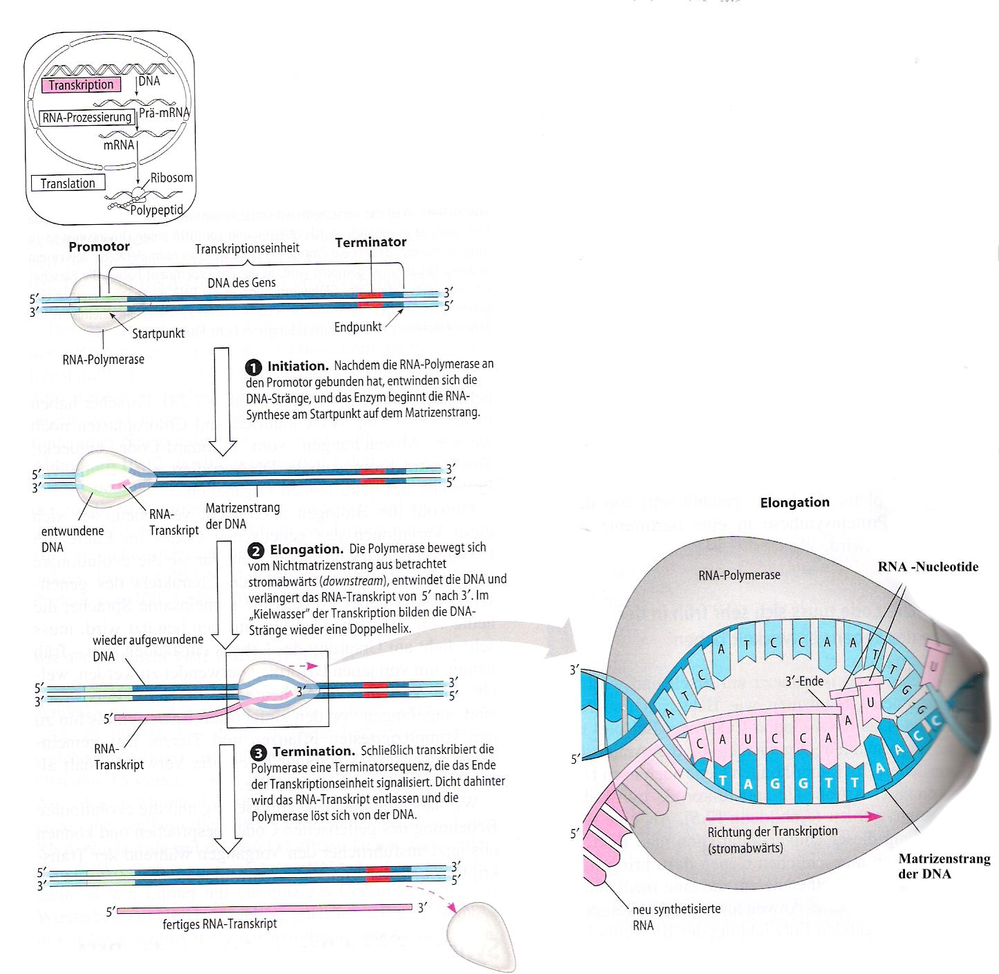 DNA
Transkription
Prä-mRNA
RNA-Prozessierung
mRNA
Translation
Ribosom
Polypeptid
Promotor
Transkriptionseinheit
Terminator
DNA des Gens
5′
3′
3′
5′
Startpunkt
Endpunkt
RNA-Polymerase
1 Initiation. Nachdem die RNA-Polymerase an
den Promotor gebunden hat, entwinden sich die
DNA-Stränge, und das Enzym beginnt die RNA-
Synthese am Startpunkt auf dem Matrizenstrang.
5′
3′
3′
5′
entwundene
DNA
RNA-
Transkript
Matrizenstrang
der DNA
2 Elongation. Die Polymerase bewegt sich
vom Nichtmatrizenstrang aus betrachtet
stromabwärts (downstream), entwindet die DNA und
verlängert das RNA-Transkript von 5′ nach 3′. Im
„Kielwasser“ der Transkription bilden die DNA-
Stränge wieder eine Doppelhelix.
wieder aufgewundene
DNA
5′
3′
3′
3′
5′
5′
RNA-
Transkript
3 Termination. Schließlich transkribiert die
Polymerase eine Terminatorsequenz, die das Ende
der Transkriptionseinheit signalisiert. Dicht dahinter
wird das RNA-Transkript entlassen und die
Polymerase löst sich von der DNA.
5′
3′
3′
5′
5′
3′
fertiges RNA-Transkript
Elongation
RNA-Polymerase
RNA -Nucleotide
A T C A T C C A A T T G G
U
3′
3′-Ende
U
C A U C C A A
5′
T A G G T T A A C C
5′
Richtung der Transkription
(stromabwärts)
Matrizenstrang
der DNA
neu synthetisierte
RNA